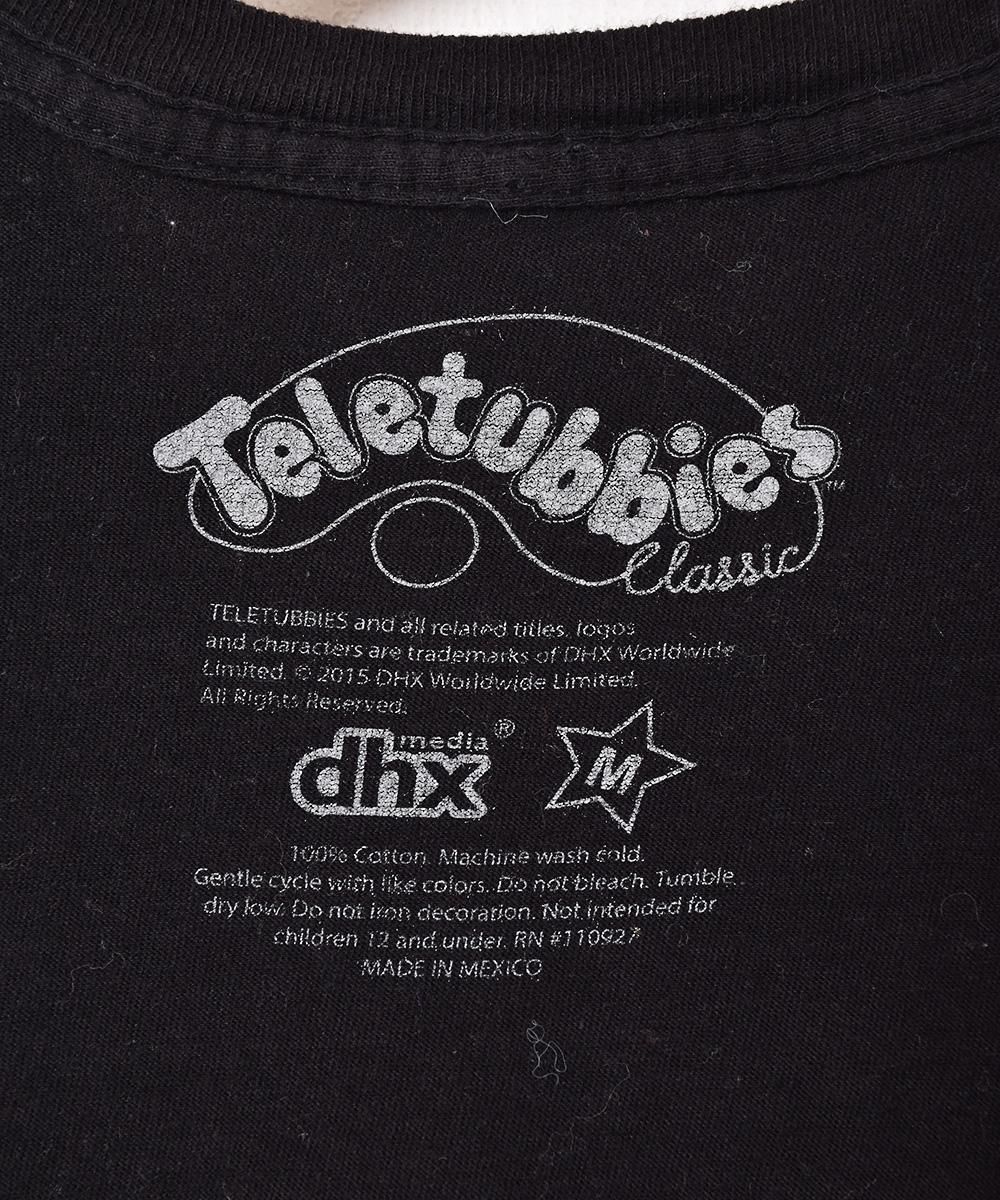 Teletubbies™
Classic
TELETUBBIES and all related titles, logos
and characters are trademarks of DHX Worldwide
Limited. © 2015 DHX Worldwide Limited.
All Rights Reserved.
dhx media®
M
100% Cotton. Machine wash cold.
Gentle cycle with like colors. Do not bleach. Tumble
dry low. Do not iron decoration. Not intended for
children 12 and under. RN #110927
MADE IN MEXICO